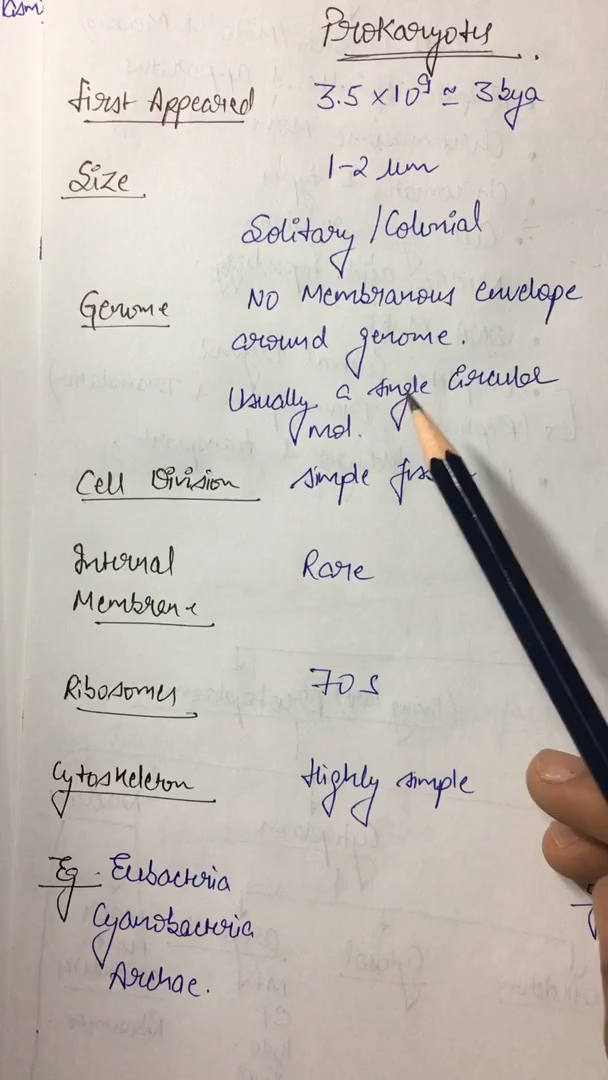 Prokaryotes
First Appeared 3.5 x 10⁹ ≃ 3 bya
Size 1-2 um
Solitary / Colonial
Genome NO Membranous envelope
around genome.
Usually a single Circular
mol.
Cell Division simple
Internal Rare
Membrane
Ribosomes 70 S
Cytoskeleton Highly simple
Eg. Eubacteria
Cyanobacteria
Archae.